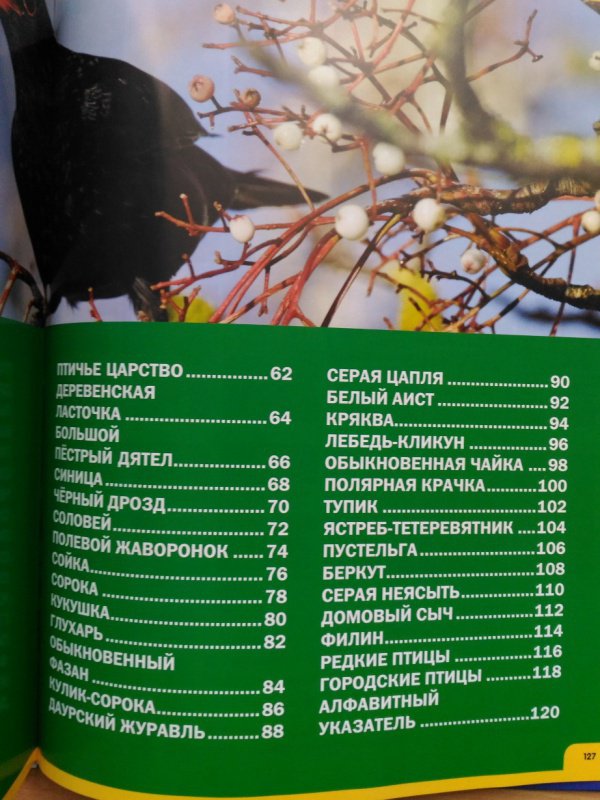 ПТИЧЬЕ ЦАРСТВО.................62
ДЕРЕВЕНСКАЯ
ЛАСТОЧКА.................64
БОЛЬШОЙ
ПЁСТРЫЙ ДЯТЕЛ.................66
СИНИЦА.................68
ЧЁРНЫЙ ДРОЗД.................70
СОЛОВЕЙ.................72
ПОЛЕВОЙ ЖАВОРОНОК......74
СОЙКА.................76
СОРОКА.................78
КУКУШКА.................80
ГЛУХАРЬ.................82
ОБЫКНОВЕННЫЙ
ФАЗАН.................84
КУЛИК-СОРОКА.................86
ДАУРСКИЙ ЖУРАВЛЬ..........88
СЕРАЯ ЦАПЛЯ.................90
БЕЛЫЙ АИСТ.................92
КРЯКВА.................94
ЛЕБЕДЬ-КЛИКУН.............96
ОБЫКНОВЕННАЯ ЧАЙКА....98
ПОЛЯРНАЯ КРАЧКА...........100
ТУПИК.................102
ЯСТРЕБ-ТЕТЕРЕВЯТНИК....104
ПУСТЕЛЬГА.................106
БЕРКУТ.................108
СЕРАЯ НЕЯСЫТЬ.............110
ДОМОВЫЙ СЫЧ.............112
ФИЛИН.................114
РЕДКИЕ ПТИЦЫ.............116
ГОРОДСКИЕ ПТИЦЫ..........118
АЛФАВИТНЫЙ
УКАЗАТЕЛЬ.................120
127